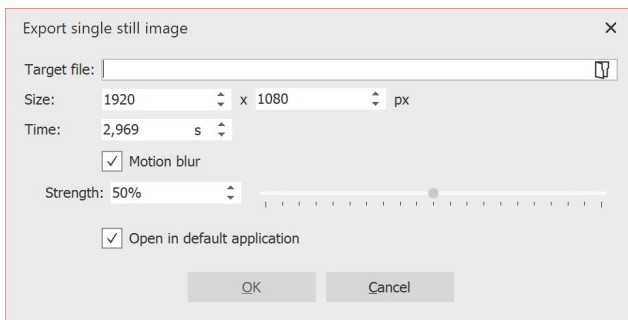 Export single still image
Target file:
Size: 1920 x 1080 px
Time: 2,969 s
Motion blur
Strength: 50%
Open in default application
OK Cancel